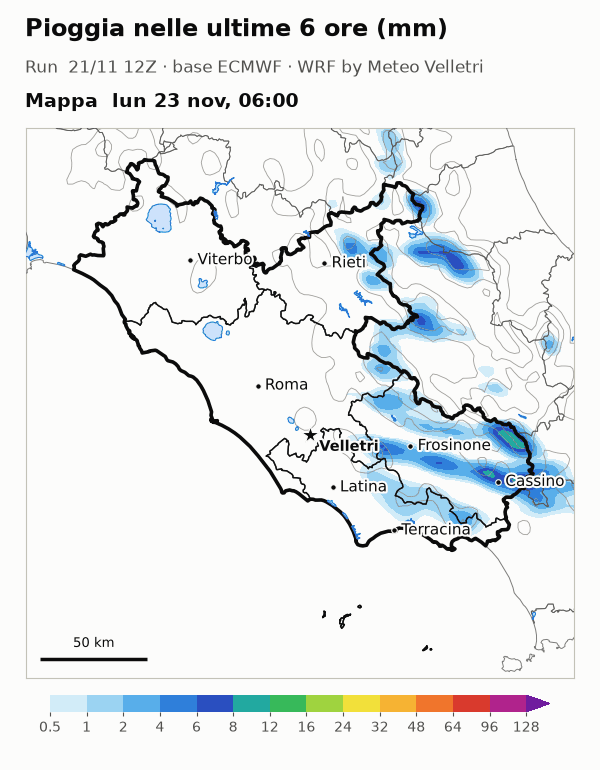 Pioggia nelle ultime 6 ore (mm)
Run  21/11 12Z · base ECMWF · WRF by Meteo Velletri
Mappa  lun 23 nov, 06:00
Viterbo
Rieti
Roma
Velletri
Frosinone
Cassino
Latina
Terracina
50 km
0.5 1 2 4 6 8 12 16 24 32 48 64 96 128